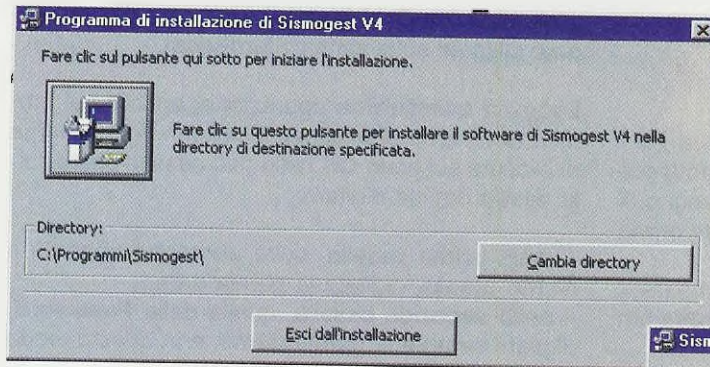 Programma di installazione di Sismogest V4
Fare clic sul pulsante qui sotto per iniziare l'installazione.
Fare clic su questo pulsante per installare il software di Sismogest V4 nella
directory di destinazione specificata.
Directory:
C:\Programmi\Sismogest\
Cambia directory
Esci dall'installazione
Sism